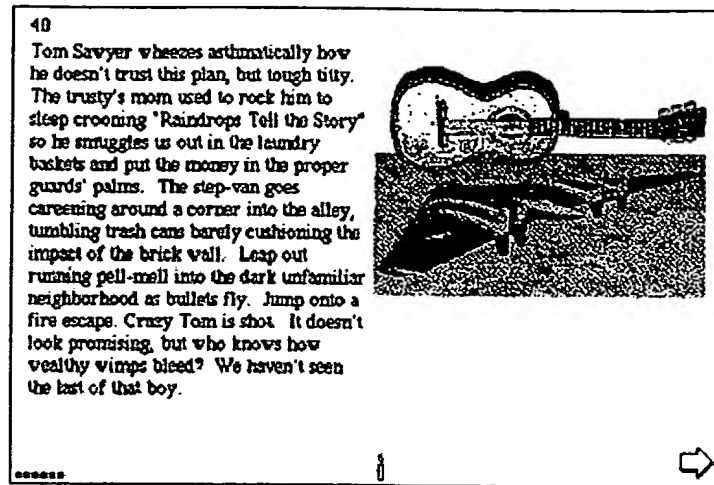 40
Tom Sawyer wheezes asthmatically how
he doesn't trust this plan, but tough titty.
The trusty's mom used to rock him to
sleep crooning "Raindrops Tell the Story"
so he smuggles us out in the laundry
baskets and put the money in the proper
guards' palms. The step-van goes
careening around a corner into the alley,
tumbling trash cans barely cushioning the
impact of the brick wall. Leap out
running pell-mell into the dark unfamiliar
neighborhood as bullets fly. Jump onto a
fire escape. Crazy Tom is shot. It doesn't
look promising, but who knows how
wealthy wimps bleed? We haven't seen
the last of that boy.